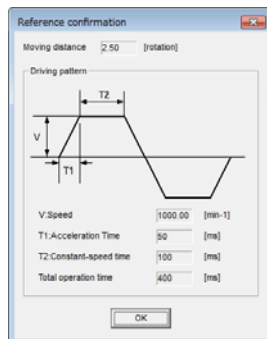 Reference confirmation
Moving distance 2.50 [rotation]
Driving pattern
T2
V
T1
V:Speed 1000.00 [min-1]
T1:Acceleration Time 50 [ms]
T2:Constant-speed time 100 [ms]
Total operation time 400 [ms]
OK